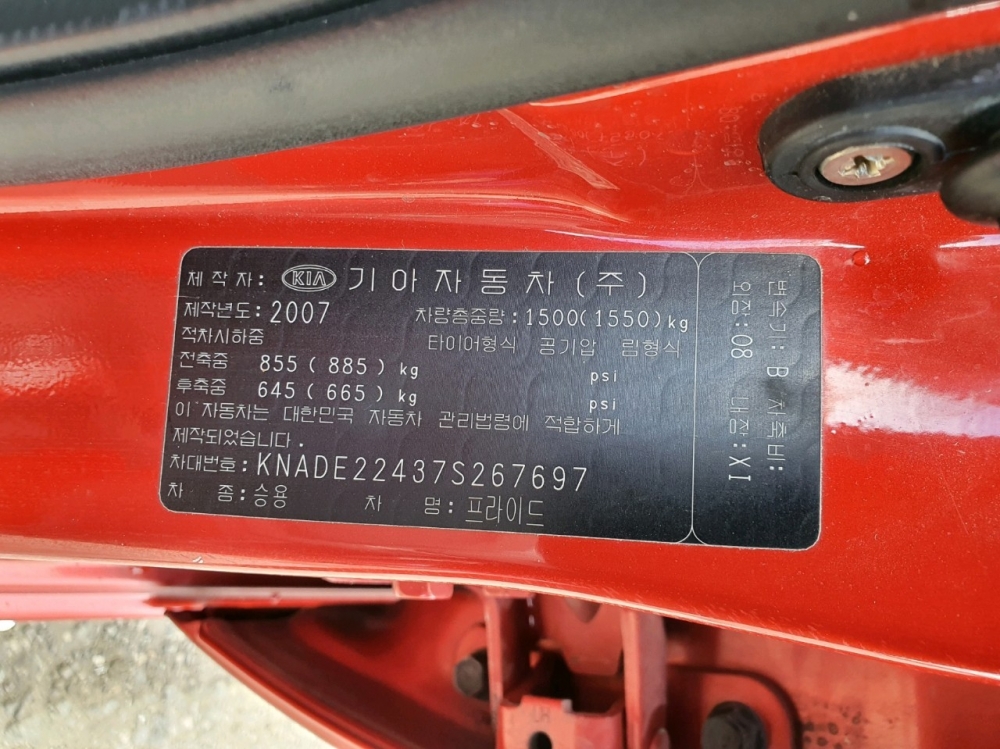 제 작 자: KIA 기아자동차(주)
제작년도: 2007 차량총중량: 1500(1550)kg
적차시하중 타이어형식 공기압 림형식
전축중 855(885)kg psi
후축중 645(665)kg psi
이 자동차는 대한민국 자동차 관리법령에 적합하게
제작되었습니다.
차대번호: KNADE22437S267697
차 종: 승용 차 명: 프라이드
변속기: B 차축비:
외장: 08 내장: XI